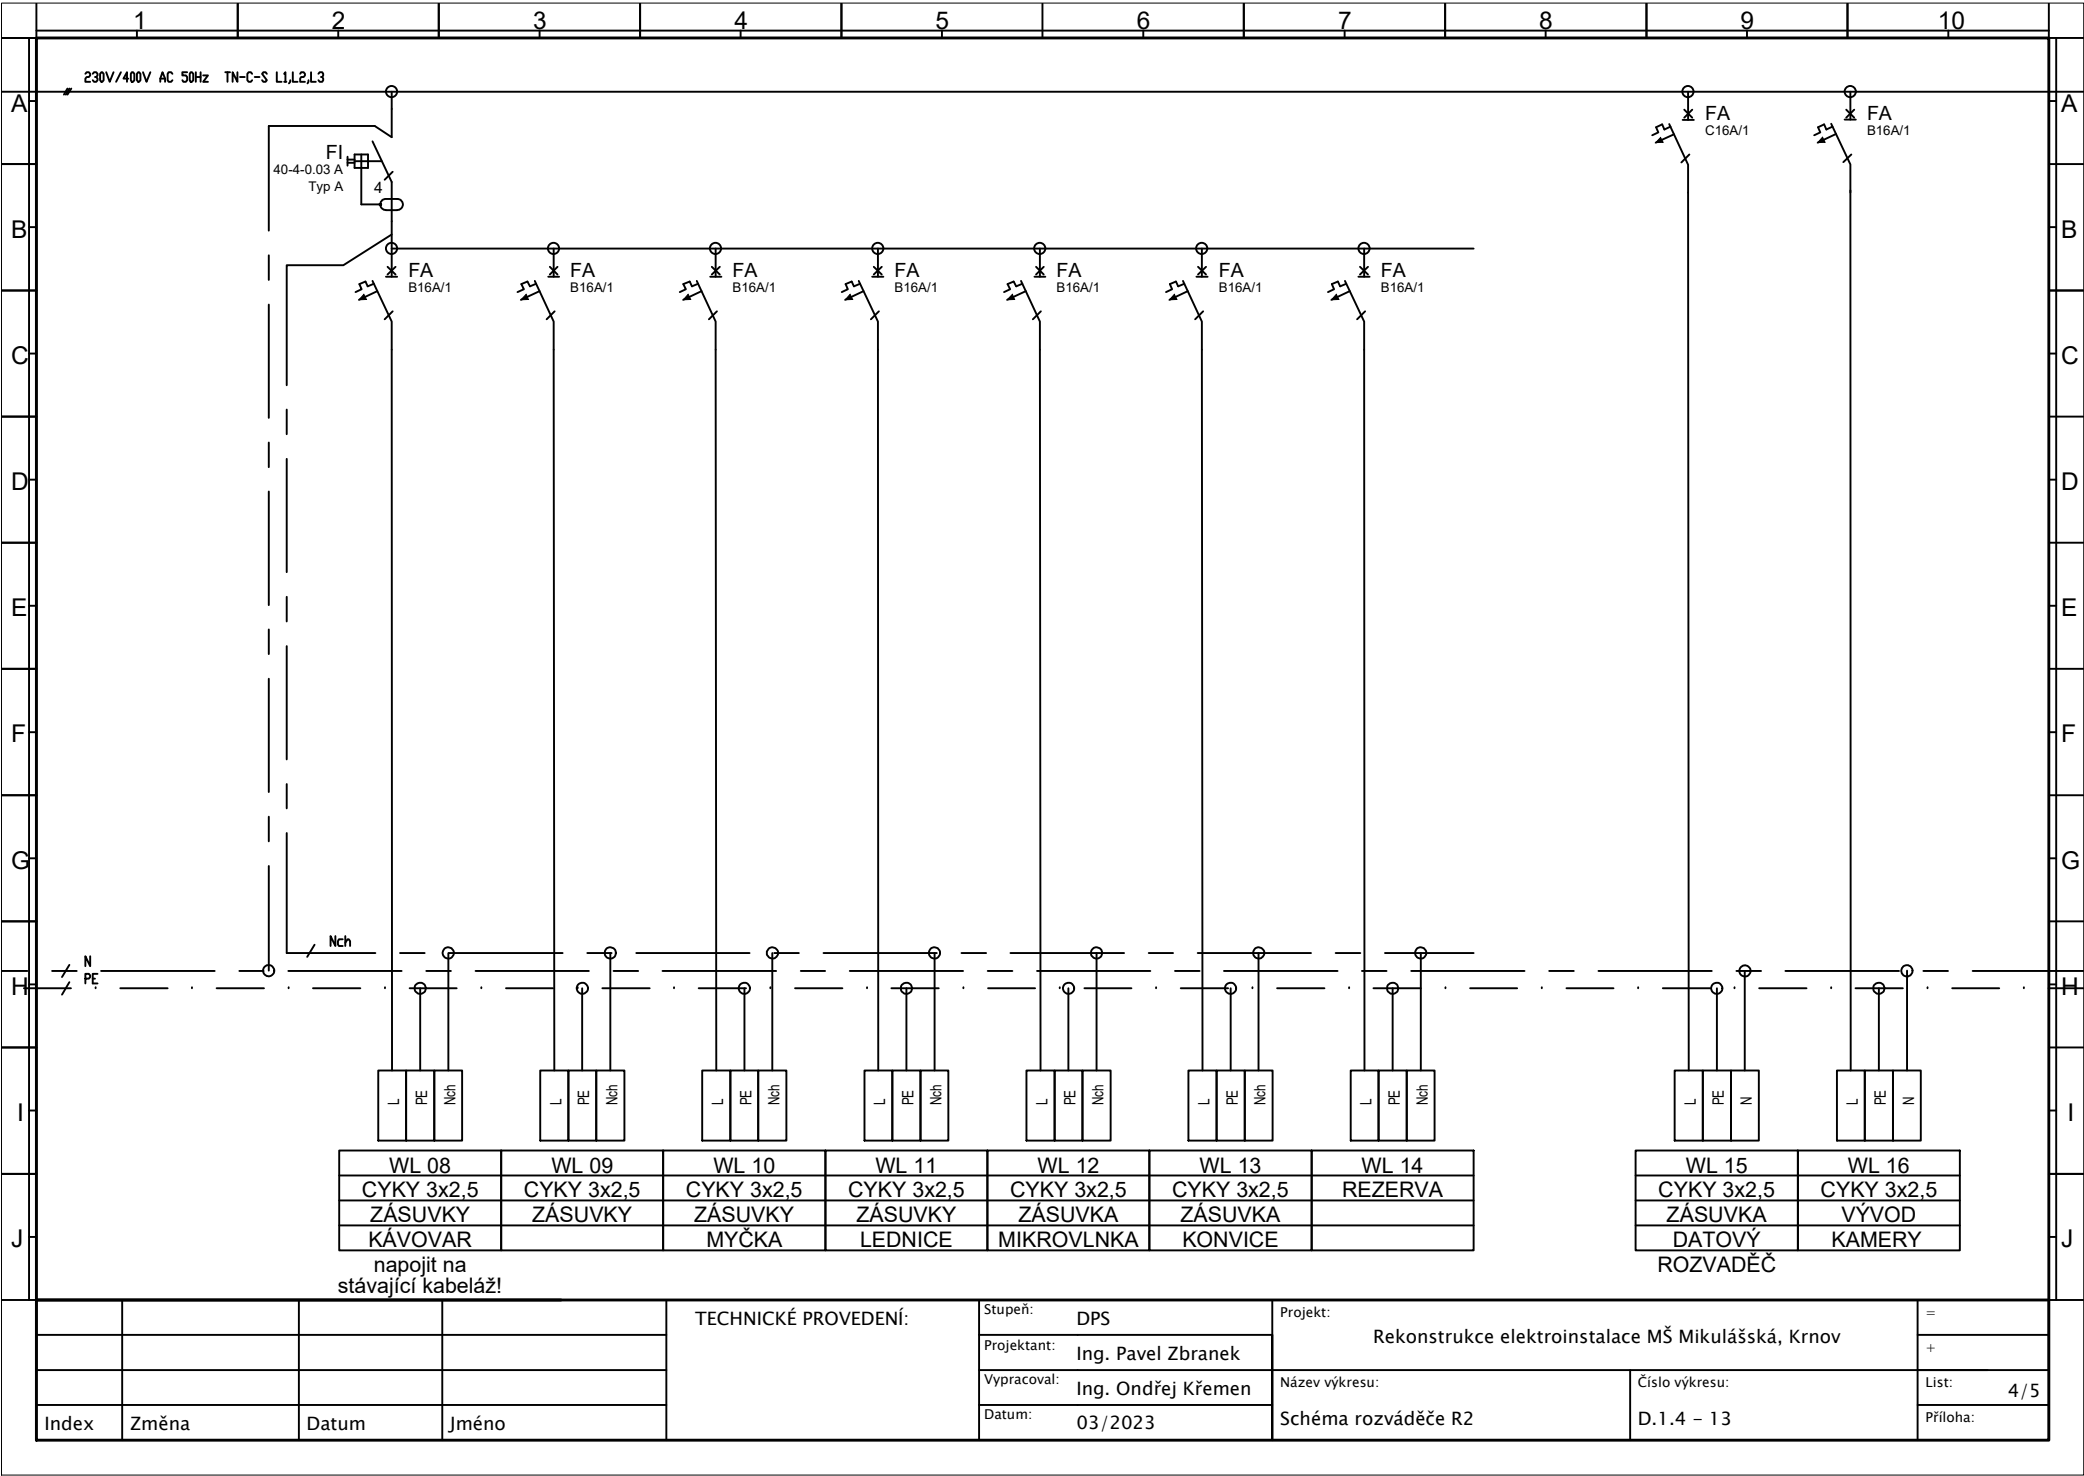 1 2 3 4 5 6 7 8 9 10
230V/400V AC 50Hz TN-C-S L1,L2,L3
A A
FA FA
C16A/1 B16A/1
FI
40-4-0.03 A
Typ A 4
B B
FA FA FA FA FA FA FA
B16A/1 B16A/1 B16A/1 B16A/1 B16A/1 B16A/1 B16A/1
C C
D D
E E
F F
G G
Nch
N
PE
H H
L PE Nch L PE Nch L PE Nch L PE Nch L PE Nch L PE Nch L PE Nch L PE N L PE N
I I
WL 08 WL 09 WL 10 WL 11 WL 12 WL 13 WL 14 WL 15 WL 16
CYKY 3x2,5 CYKY 3x2,5 CYKY 3x2,5 CYKY 3x2,5 CYKY 3x2,5 CYKY 3x2,5 REZERVA CYKY 3x2,5 CYKY 3x2,5
ZÁSUVKY ZÁSUVKY ZÁSUVKY ZÁSUVKY ZÁSUVKA ZÁSUVKA ZÁSUVKA VÝVOD
J J
KÁVOVAR MYČKA LEDNICE MIKROVLNKA KONVICE DATOVÝ KAMERY
napojit na ROZVADĚČ
stávající kabeláž!
TECHNICKÉ PROVEDENÍ:
Stupeň: DPS
Projektant: Ing. Pavel Zbranek
Vypracoval: Ing. Ondřej Křemen
Datum: 03/2023
Projekt:
Rekonstrukce elektroinstalace MŠ Mikulášská, Krnov
Název výkresu:
Schéma rozváděče R2
Číslo výkresu:
D.1.4 – 13
=
+
List: 4/5
Příloha:
Index Změna Datum Jméno